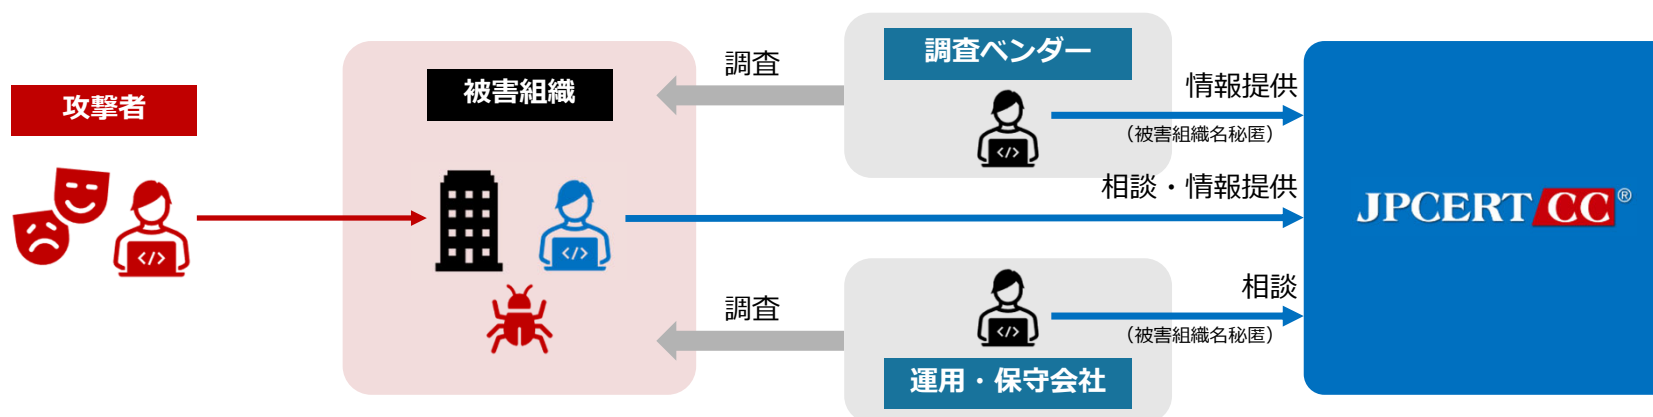 攻撃者
被害組織
調査
調査
調査ベンダー
</>
情報提供
（被害組織名秘匿）
相談・情報提供
</>
</>
</>
相談
（被害組織名秘匿）
運用・保守会社
JPCERT CC®